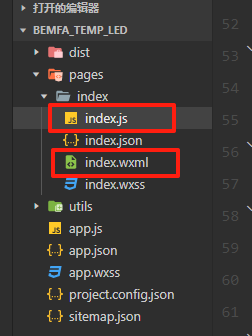 打开的编辑器
BEMFA_TEMP_LED
dist
pages
index
index.js
index.json
index.wxml
index.wxss
utils
app.js
app.json
app.wxss
project.config.json
sitemap.json
52
53
54
55
56
57
58
59
60
61